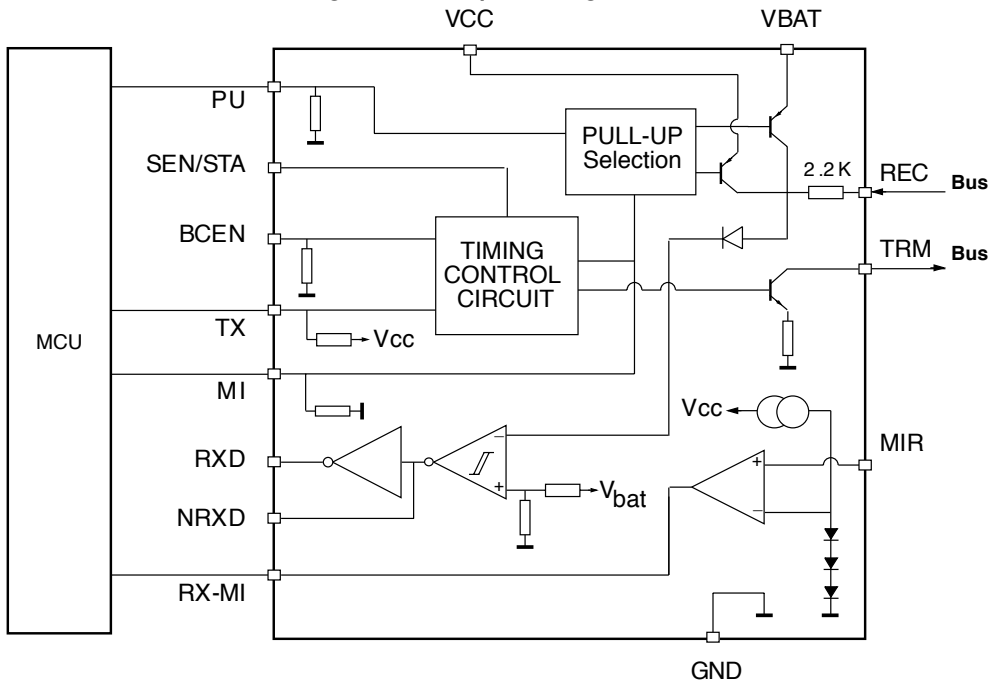 VCC
VBAT
PU
PULL-UP
Selection
SEN/STA
2.2K
REC
Bus
BCEN
TIMING
CONTROL
CIRCUIT
TRM
Bus
TX
Vcc
MCU
MI
Vcc
MIR
RXD
−
+
Vbat
+
−
NRXD
RX-MI
GND